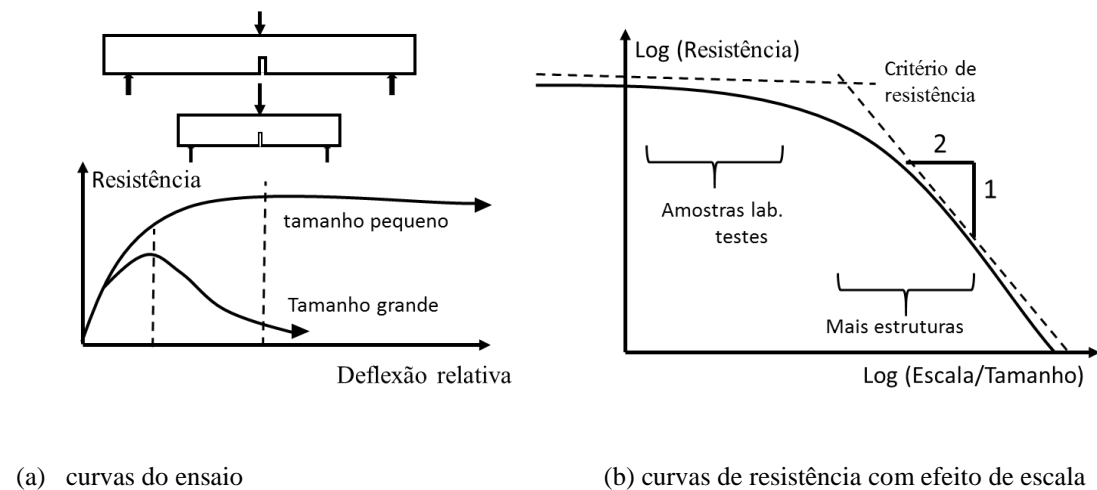 Resistência
tamanho pequeno
Tamanho grande
Deflexão relativa
Log (Resistência)
Critério de
resistência
2
1
Amostras lab.
testes
Mais estruturas
Log (Escala/Tamanho)
(a) curvas do ensaio
(b) curvas de resistência com efeito de escala